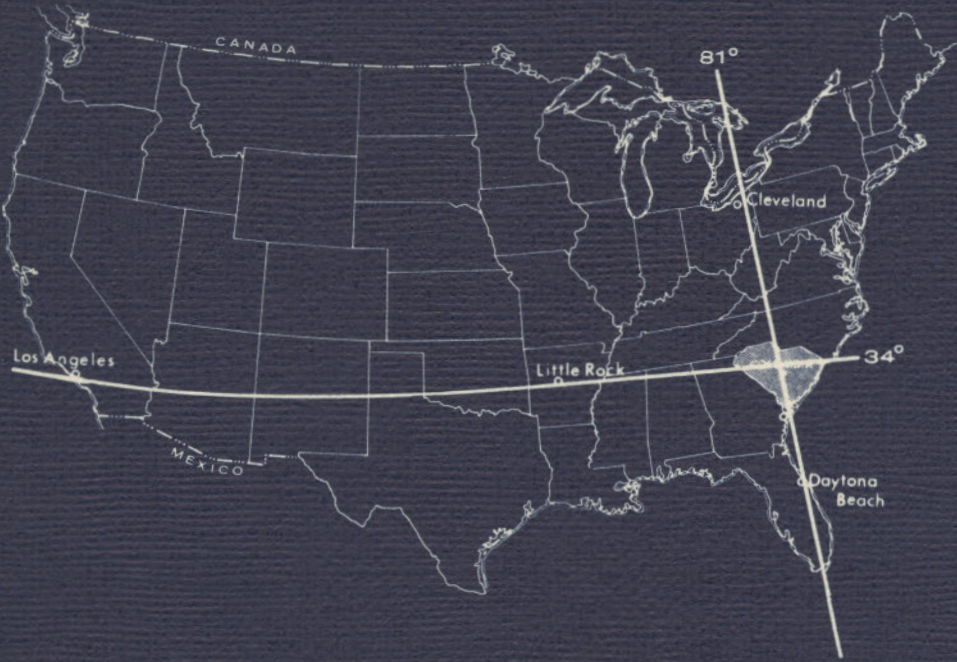 CANADA
81°
Cleveland
Los Angeles
Little Rock
34°
MEXICO
Daytona
Beach